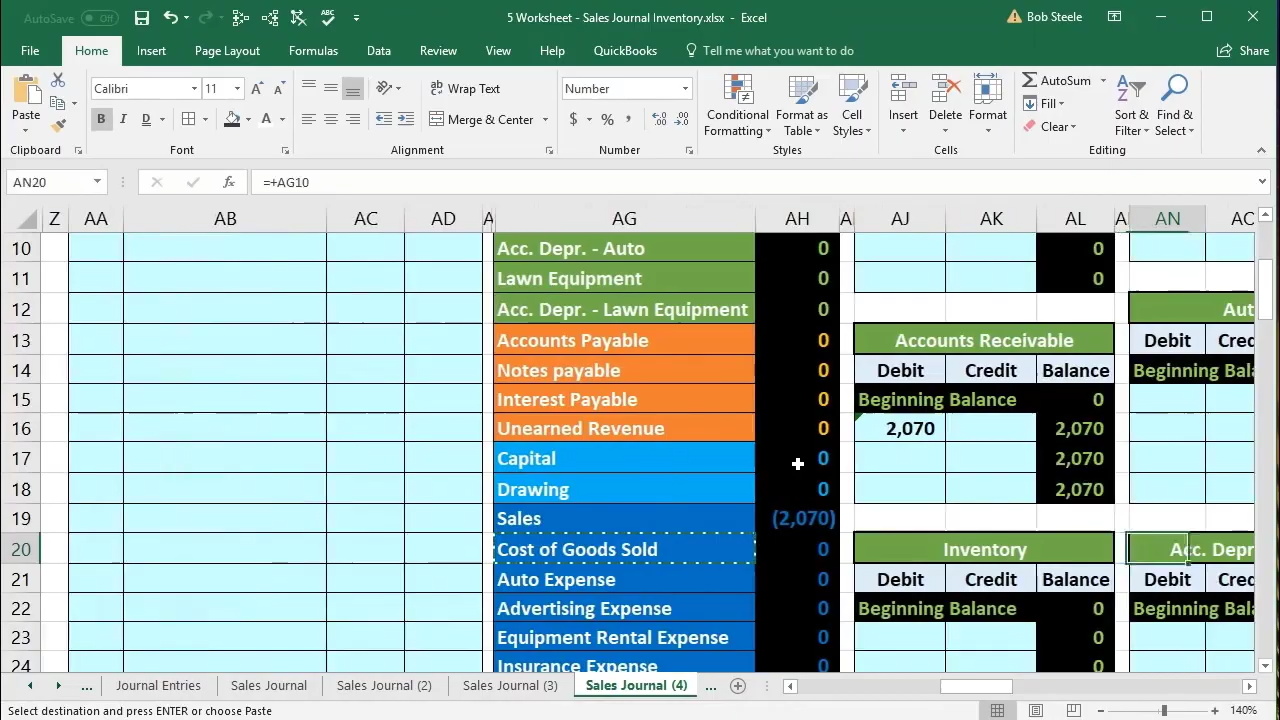 AutoSave Off 5 Worksheet - Sales Journal Inventory.xlsx - Excel Bob Steele
File Home Insert Page Layout Formulas Data Review View Help QuickBooks Tell me what you want to do Share
Paste Calibri 11 A A Wrap Text Number Conditional Formatting Format as Table Cell Styles Insert Delete Format AutoSum Sort & Filter Find & Select
B I D A Merge & Center $ % , Fill
Clear
Clipboard Font Alignment Number Styles Cells Editing
AN20 fx =+AG10
Z AA AB AC AD A AG AH A AJ AK AL A AN AO
10 Acc. Depr. - Auto 0 0
11 Lawn Equipment 0 0
12 Acc. Depr. - Lawn Equipment 0 Aut
13 Accounts Payable 0 Accounts Receivable Debit Cred
14 Notes payable 0 Debit Credit Balance Beginning Bala
15 Interest Payable 0 Beginning Balance 0
16 Unearned Revenue 0 2,070 2,070
17 Capital 0 2,070
18 Drawing 0 2,070
19 Sales (2,070)
20 Cost of Goods Sold 0 Inventory Acc. Depr
21 Auto Expense 0 Debit Credit Balance Debit Cred
22 Advertising Expense 0 Beginning Balance 0 Beginning Bala
23 Equipment Rental Expense 0 0
24 Insurance Expense 0 0
... Journal Entries Sales Journal Sales Journal (2) Sales Journal (3) Sales Journal (4) ...
Select destination and press ENTER or choose Paste 140%